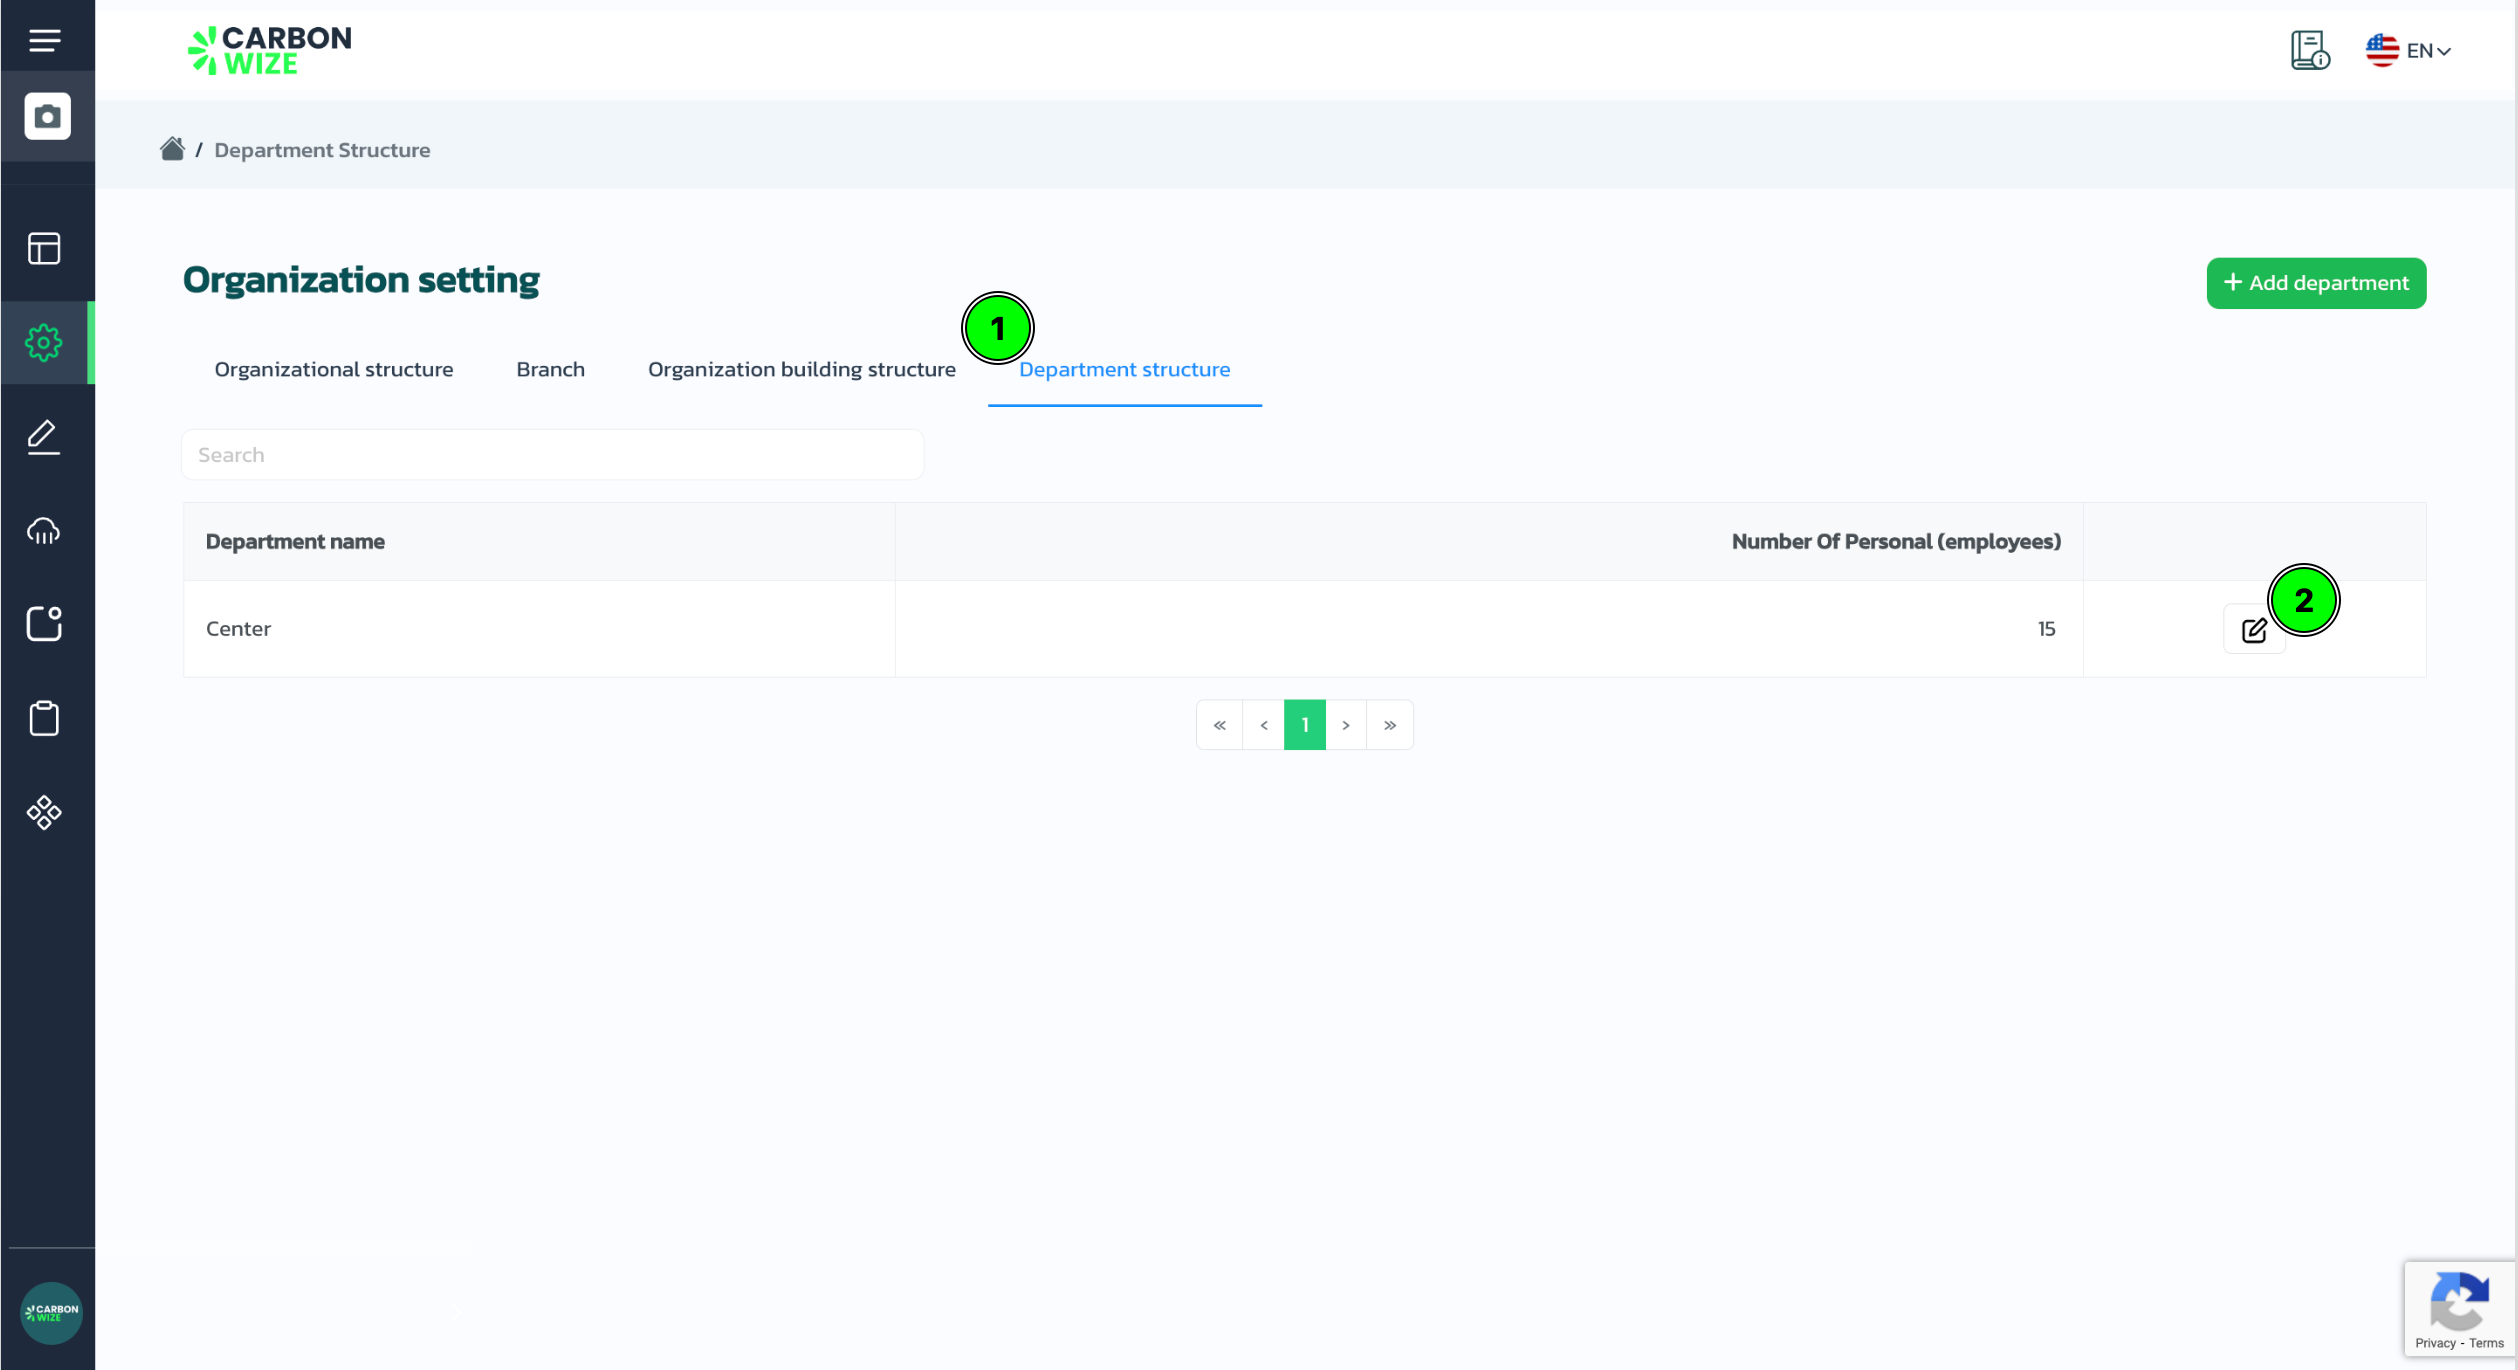 CARBON
WIZE
EN
/ Department Structure
Organization setting
+ Add department
1
Organizational structure
Branch
Organization building structure
Department structure
Search
Department name
Number Of Personal (employees)
2
Center
15
« < 1 > »
CARBON
WIZE
Privacy - Terms